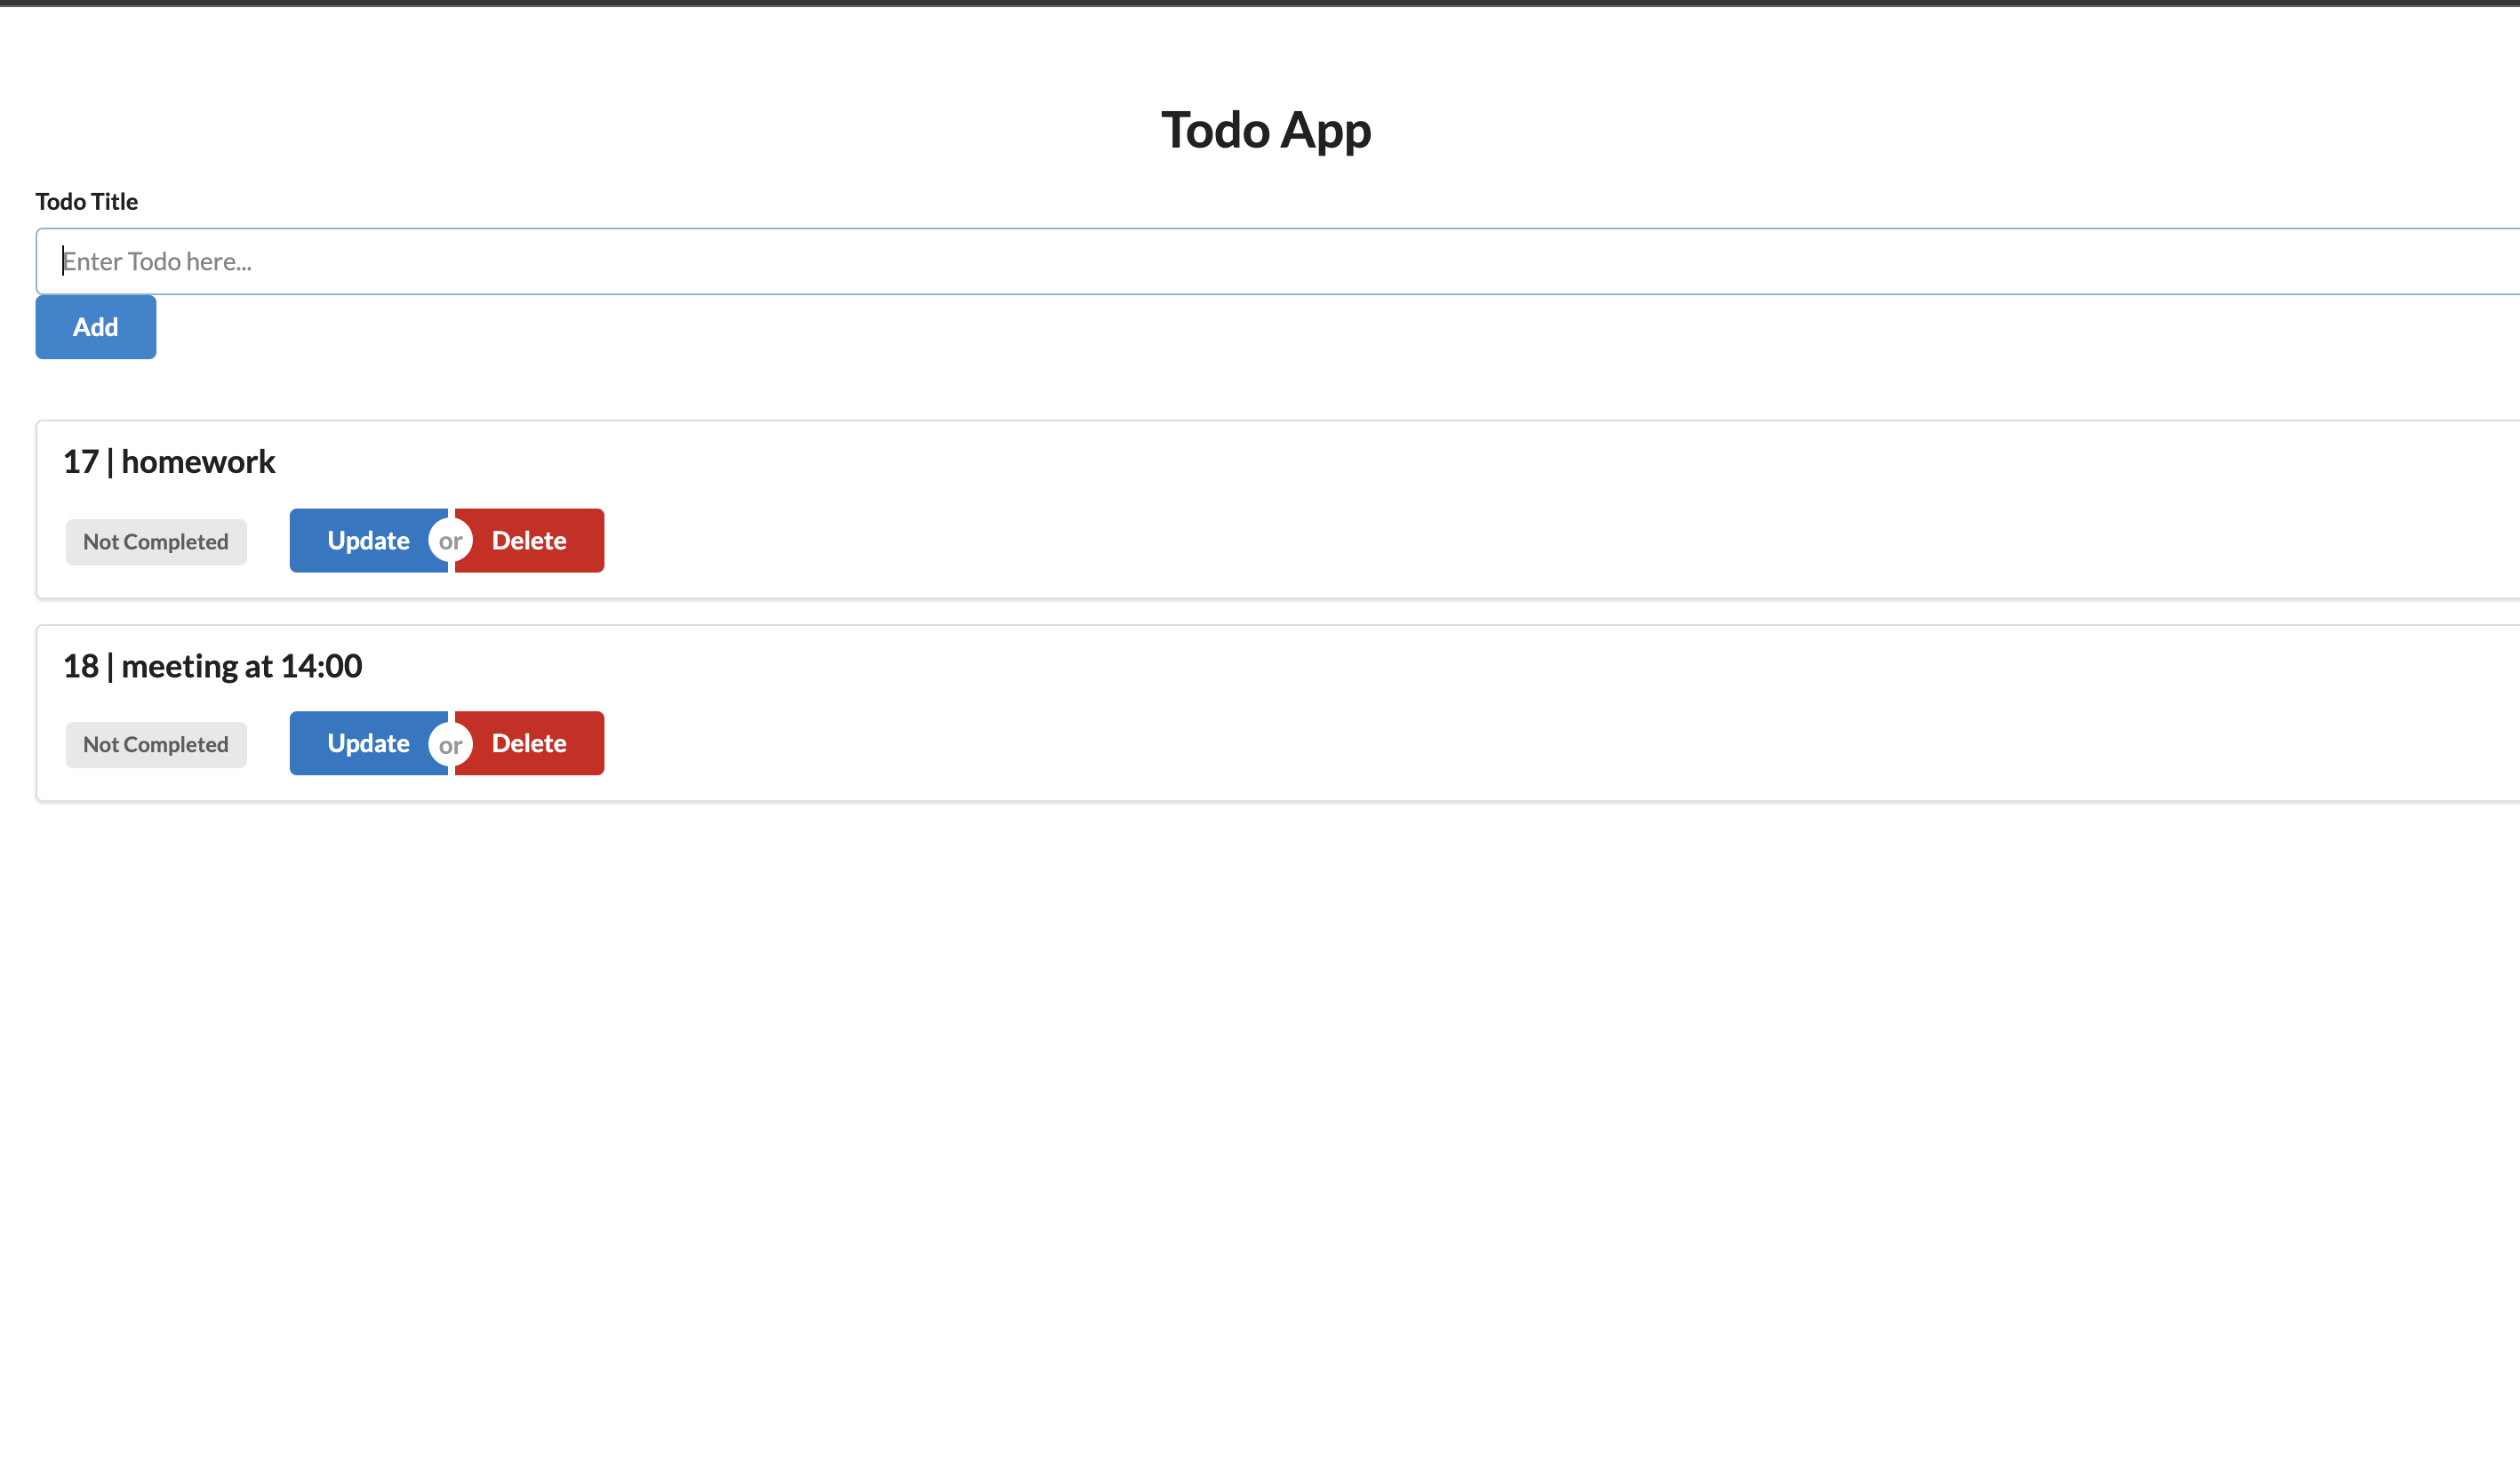 Todo App
Todo Title
Enter Todo here...
Add
17 | homework
Not Completed Update or Delete
18 | meeting at 14:00
Not Completed Update or Delete